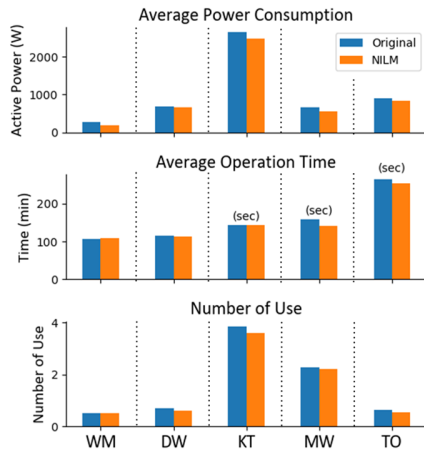 Average Power Consumption
Active Power (W)
2000
1000
0
Original
NILM
Average Operation Time
Time (min)
200
100
0
(sec)
(sec)
(sec)
Number of Use
Number of Use
4
2
0
WM DW KT MW TO